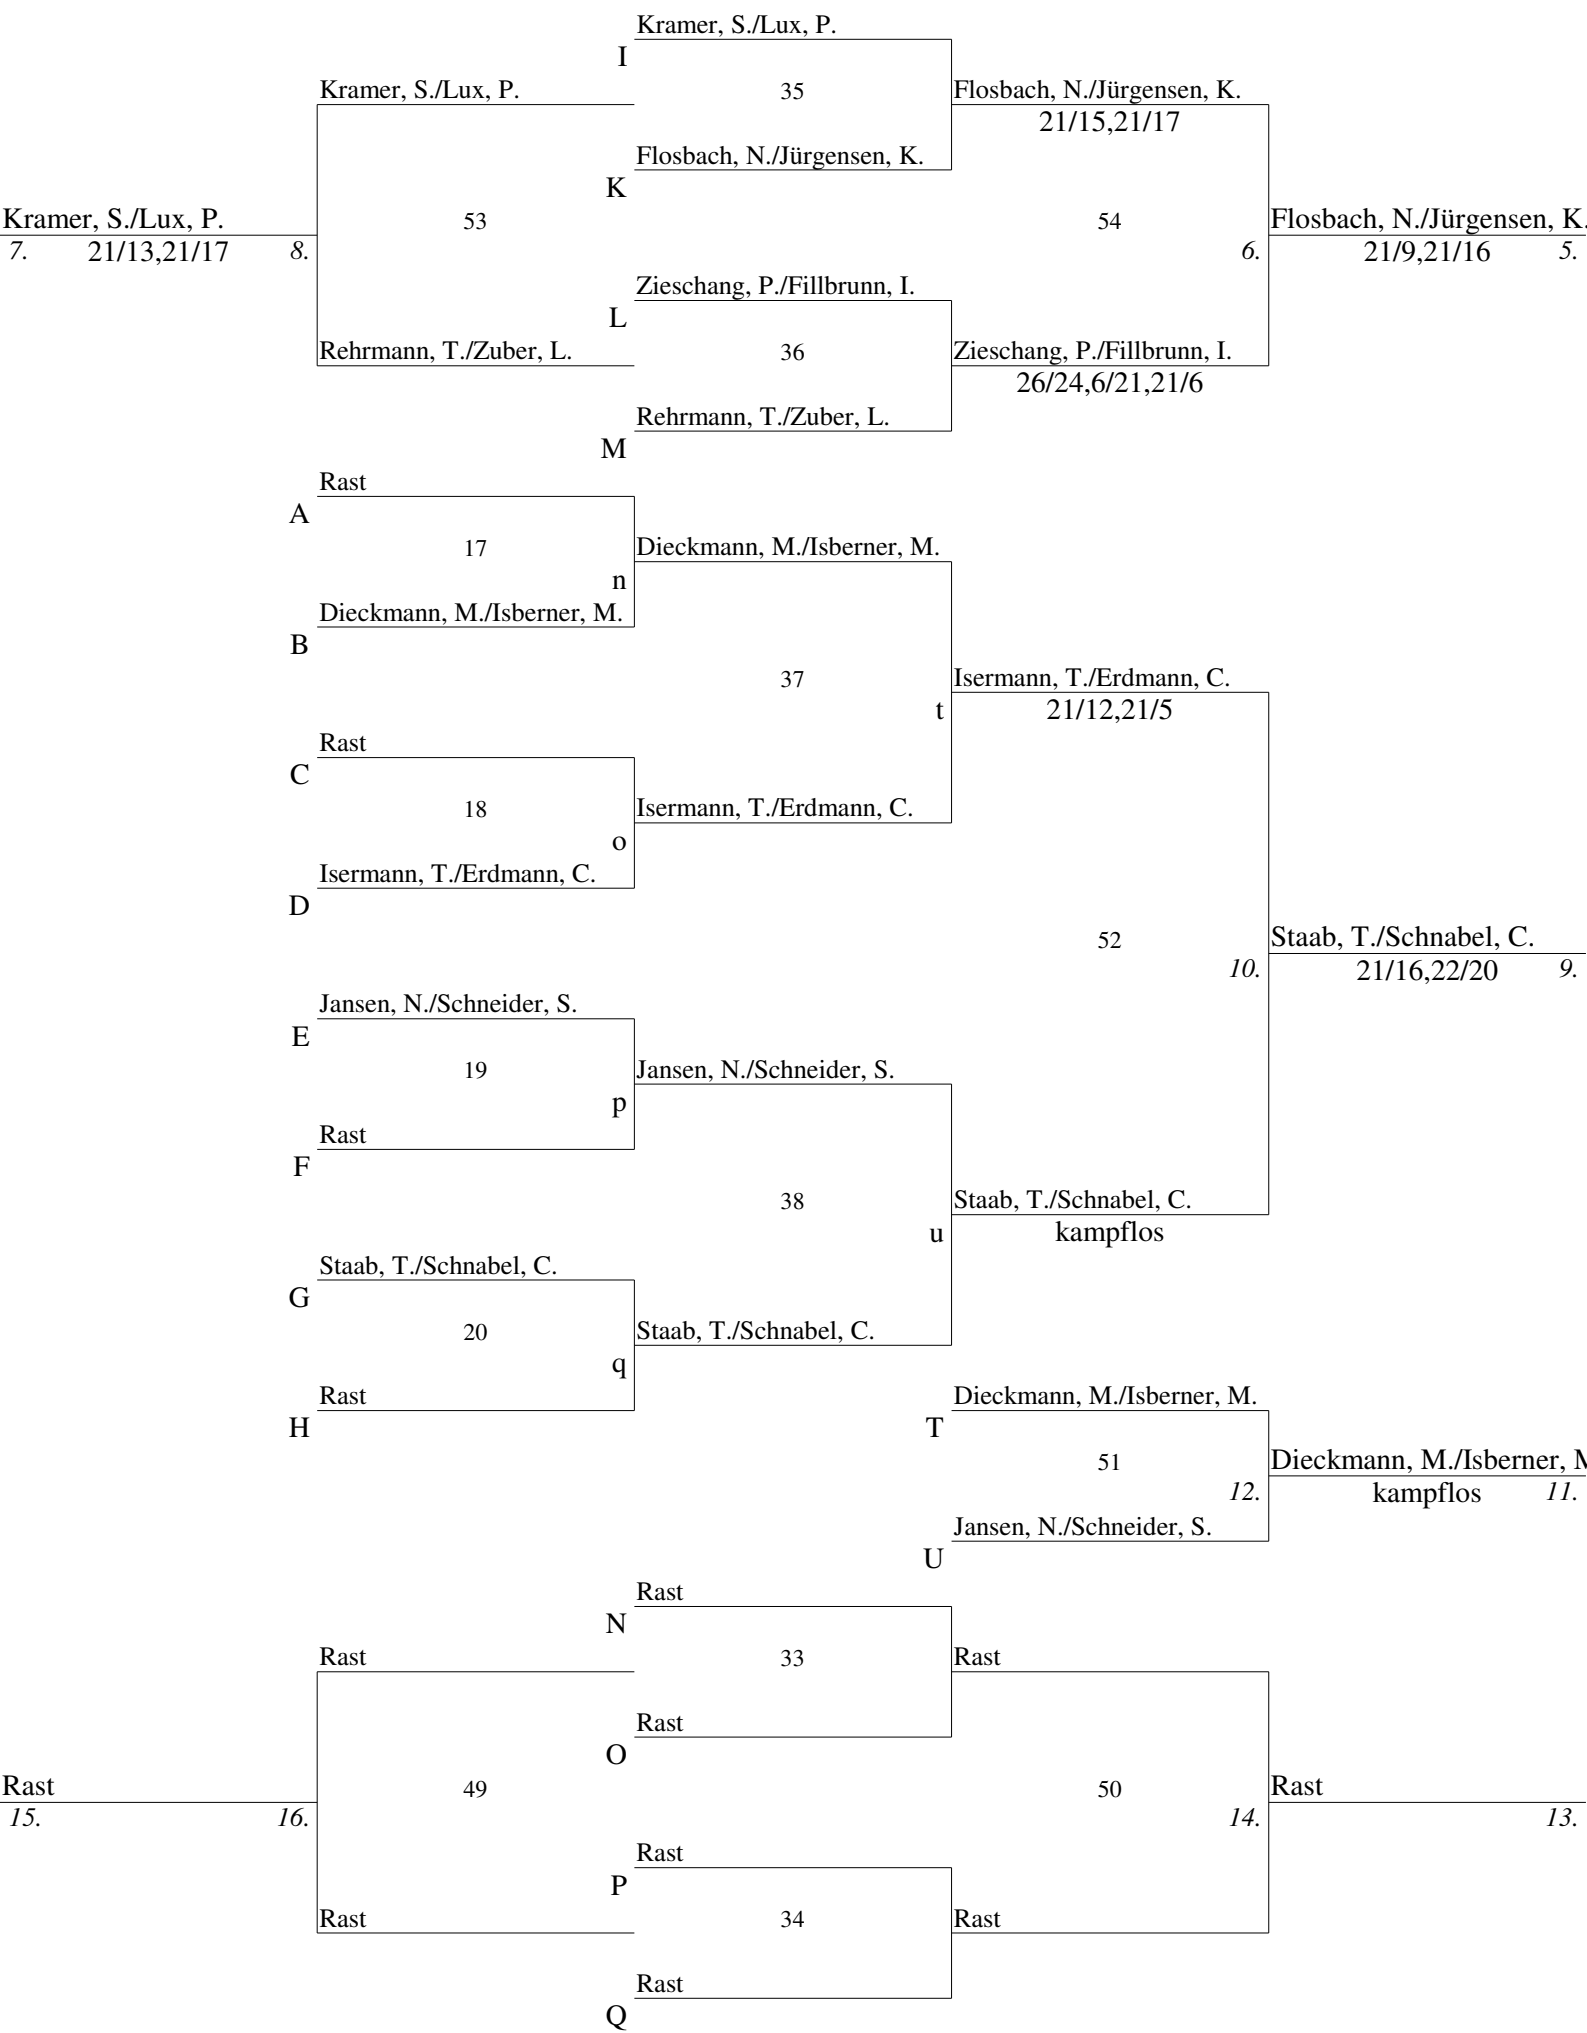 Kramer, S./Lux, P.
I
Kramer, S./Lux, P.
35
Flosbach, N./Jürgensen, K.
21/15,21/17
Flosbach, N./Jürgensen, K.
K
Kramer, S./Lux, P.
53
54
Flosbach, N./Jürgensen, K.
7.
21/13,21/17
8.
6.
21/9,21/16
5.
Zieschang, P./Fillbrunn, I.
L
Rehrmann, T./Zuber, L.
36
Zieschang, P./Fillbrunn, I.
26/24,6/21,21/6
Rehrmann, T./Zuber, L.
M
Rast
A
17
Dieckmann, M./Isberner, M.
n
Dieckmann, M./Isberner, M.
B
37
Isermann, T./Erdmann, C.
t
21/12,21/5
Rast
C
18
Isermann, T./Erdmann, C.
o
Isermann, T./Erdmann, C.
D
52
Staab, T./Schnabel, C.
10.
21/16,22/20
9.
Jansen, N./Schneider, S.
E
19
Jansen, N./Schneider, S.
p
Rast
F
38
Staab, T./Schnabel, C.
u
kampflos
Staab, T./Schnabel, C.
G
20
Staab, T./Schnabel, C.
q
Rast
H
Dieckmann, M./Isberner, M.
T
51
Dieckmann, M./Isberner, M
12.
kampflos
11.
Jansen, N./Schneider, S.
U
Rast
N
Rast
33
Rast
Rast
O
Rast
49
50
Rast
15.
16.
14.
13.
Rast
P
Rast
34
Rast
Rast
Q